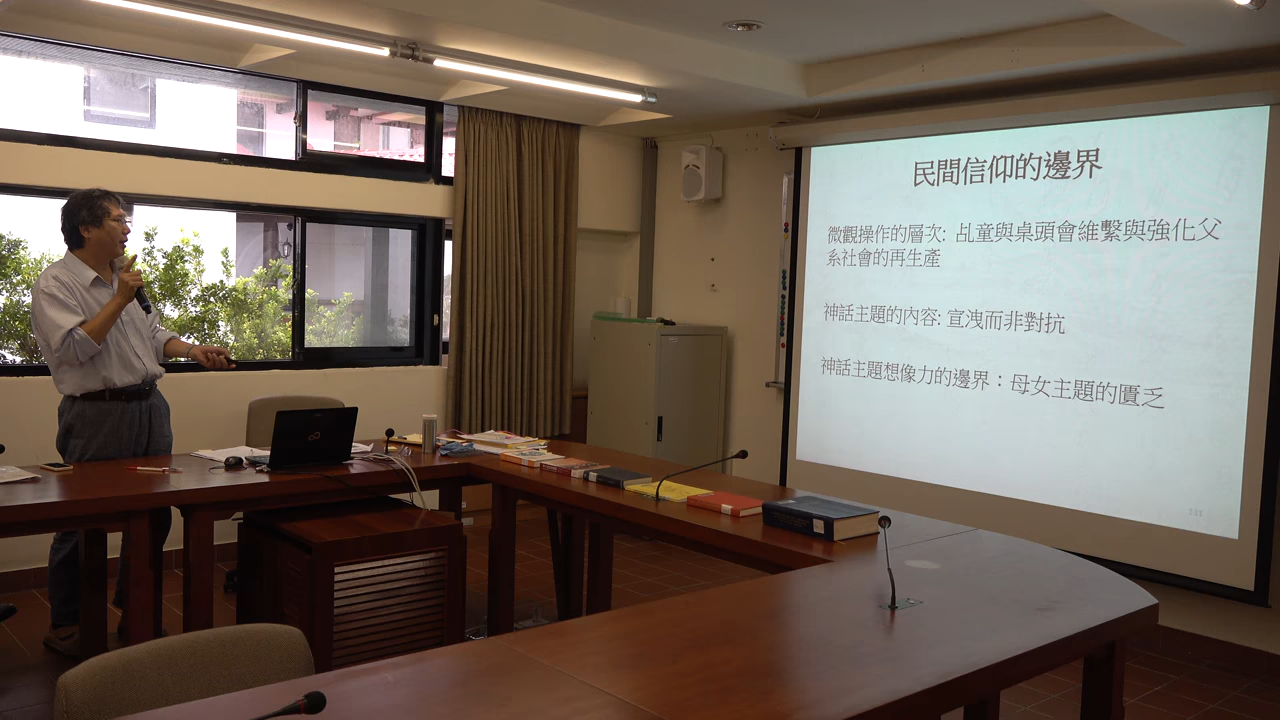 民間信仰的邊界
微觀操作的層次: 乩童與桌頭會維繫與強化父
系社會的再生產
神話主題的內容: 宣洩而非對抗
神話主題想像力的邊界：母女主題的匱乏